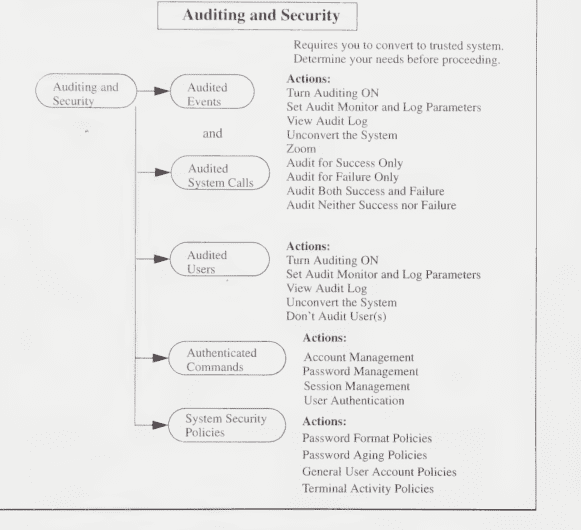 Auditing and Security
Requires you to convert to trusted system.
Determine your needs before proceeding.
Auditing and
Security
Audited
Events
and
Audited
System Calls
Actions:
Turn Auditing ON
Set Audit Monitor and Log Parameters
View Audit Log
Unconvert the System
Zoom
Audit for Success Only
Audit for Failure Only
Audit Both Success and Failure
Audit Neither Success nor Failure
Audited
Users
Actions:
Turn Auditing ON
Set Audit Monitor and Log Parameters
View Audit Log
Unconvert the System
Don't Audit User(s)
Authenticated
Commands
Actions:
Account Management
Password Management
Session Management
User Authentication
System Security
Policies
Actions:
Password Format Policies
Password Aging Policies
General User Account Policies
Terminal Activity Policies